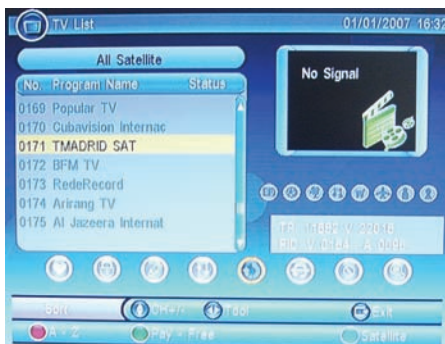 TV List
01/01/2007 16:32
All Satellite
No. Program Name Status
No Signal
0169 Popular TV
0170 Cubavision Internac
0171 TMADRID SAT
0172 BFM TV
0173 RedeRecord
0174 Arirang TV
0175 Al Jazeera Internat
Sort
CH+/-
Tool
Exit
A - Z
Pay - Free
Satellite